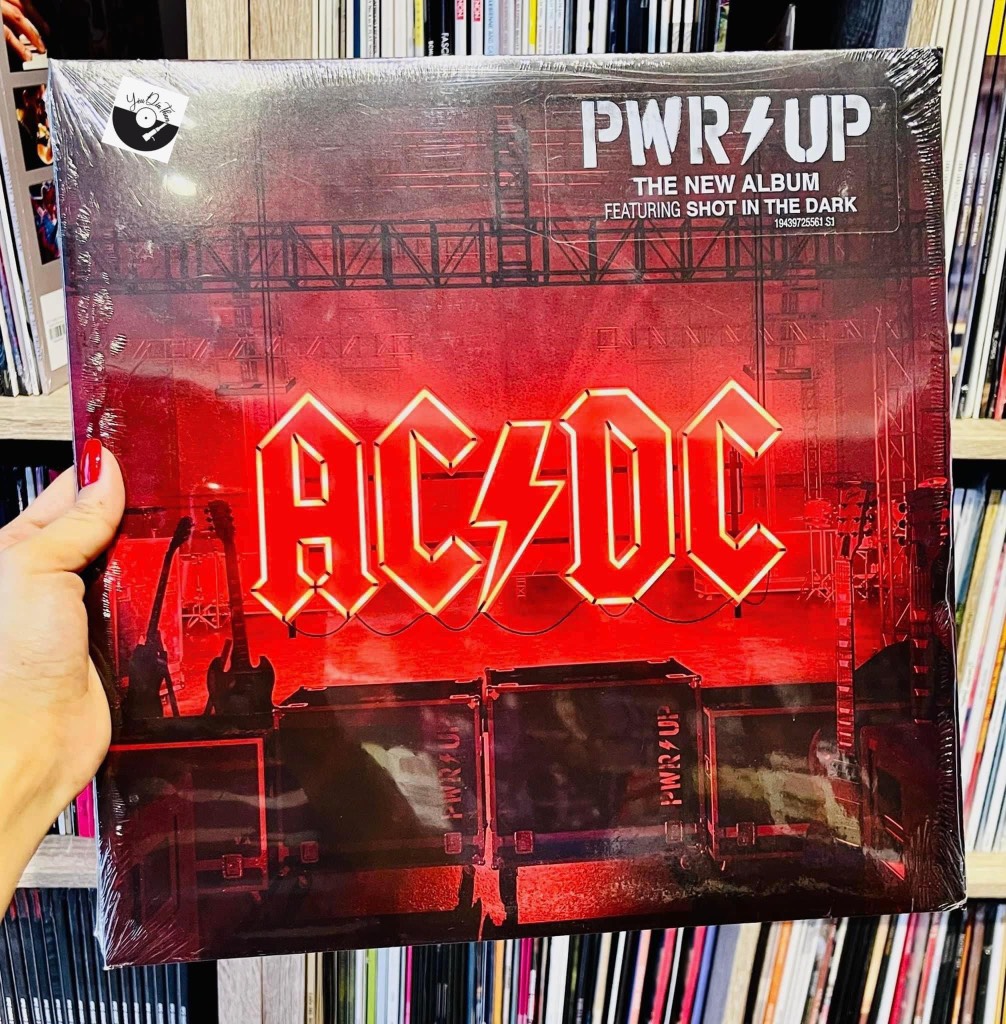 PWR⚡UP
THE NEW ALBUM
FEATURING SHOT IN THE DARK
19439725561 S1
AC⚡DC
PWR⚡UP
PWR⚡UP